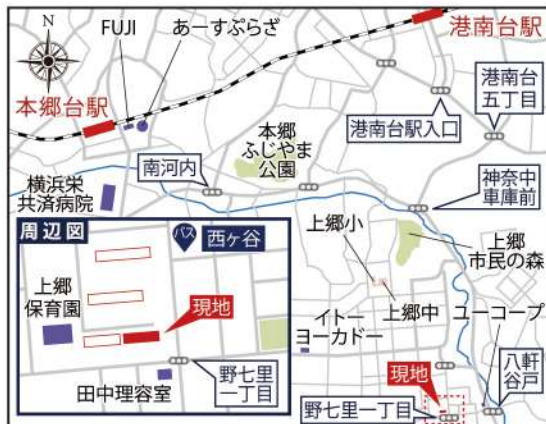 N
FUJI
あーすぷらざ
港南台駅
本郷台駅
港南台
五丁目
港南台駅入口
本郷
ふじやま
公園
南河内
横浜栄
共済病院
神奈中
車庫前
上郷小
上郷
市民の森
上郷中
イトー
ヨーカドー
ユーコープ
八軒
谷戸
現地
野七里一丁目
周辺図
バス
西ヶ谷
上郷
保育園
現地
野七里
一丁目
田中理容室